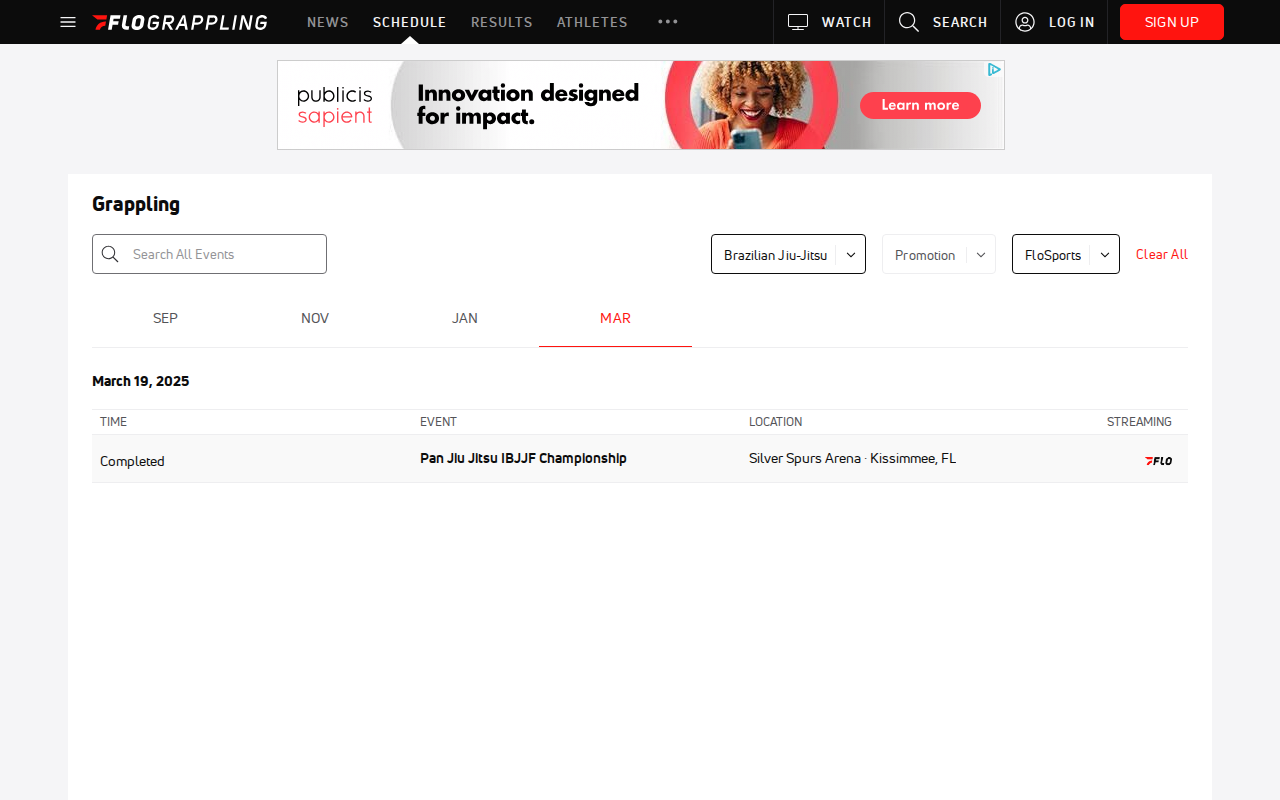 FLOGRAPPLING NEWS SCHEDULE RESULTS ATHLETES ••• WATCH SEARCH LOG IN SIGN UP
publicis
sapient
Innovation designed
for impact.
Learn more
Grappling
Search All Events
Brazilian Jiu-Jitsu
Promotion
FloSports
Clear All
SEP NOV JAN MAR
March 19, 2025
TIME EVENT LOCATION STREAMING
Completed Pan Jiu Jitsu IBJJF Championship Silver Spurs Arena · Kissimmee, FL FLO